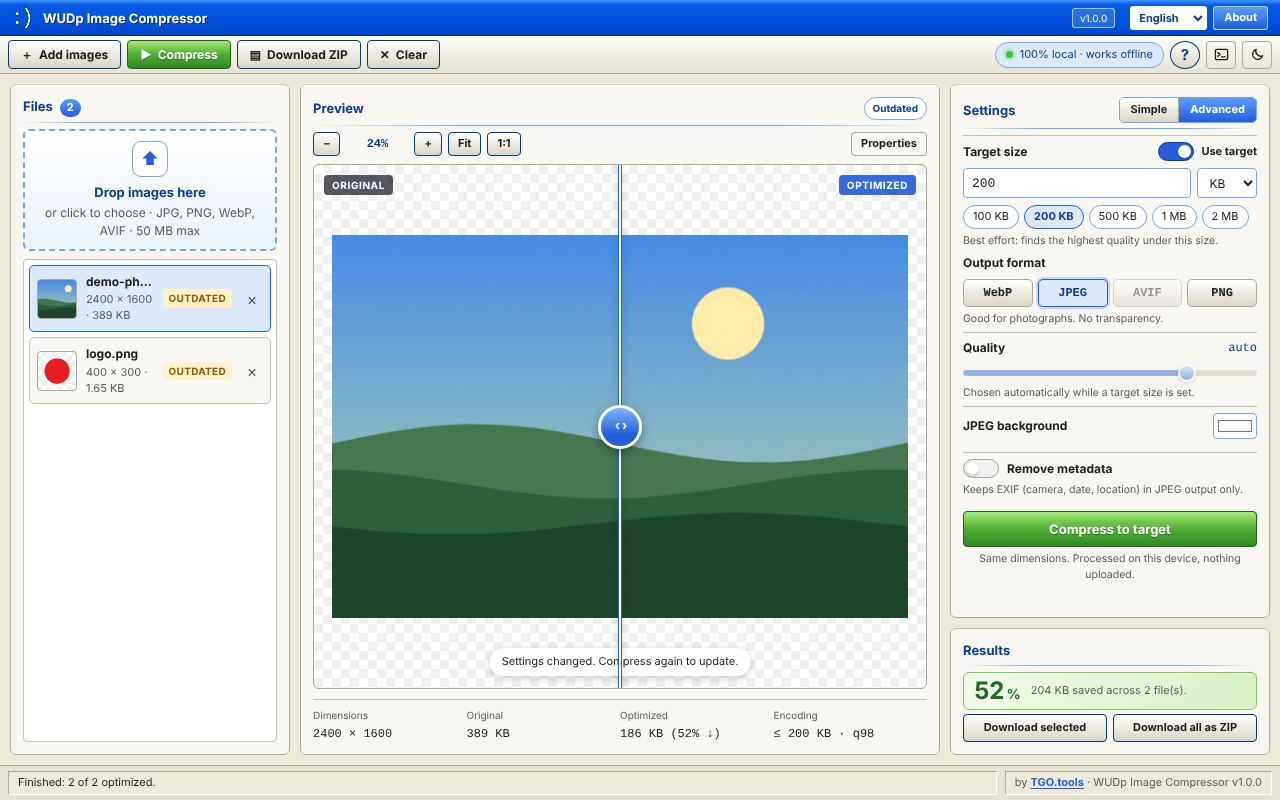 :) WUDp Image Compressor v1.0.0 English About
+ Add images ▶ Compress ▤ Download ZIP ✕ Clear 100% local · works offline ?
Files 2
Drop images here
or click to choose · JPG, PNG, WebP,
AVIF · 50 MB max
demo-ph...
2400 × 1600
· 389 KB
OUTDATED ✕
logo.png
400 × 300 ·
1.65 KB
OUTDATED ✕
Preview Outdated
− 24% + Fit 1:1 Properties
ORIGINAL OPTIMIZED
‹ ›
Settings changed. Compress again to update.
Dimensions Original Optimized Encoding
2400 × 1600 389 KB 186 KB (52% ↓) ≤ 200 KB · q98
Settings Simple Advanced
Target size Use target
200 KB
100 KB 200 KB 500 KB 1 MB 2 MB
Best effort: finds the highest quality under this size.
Output format
WebP JPEG AVIF PNG
Good for photographs. No transparency.
Quality auto
Chosen automatically while a target size is set.
JPEG background
Remove metadata
Keeps EXIF (camera, date, location) in JPEG output only.
Compress to target
Same dimensions. Processed on this device, nothing
uploaded.
Results
52 % 204 KB saved across 2 file(s).
Download selected Download all as ZIP
Finished: 2 of 2 optimized. by TGO.tools · WUDp Image Compressor v1.0.0